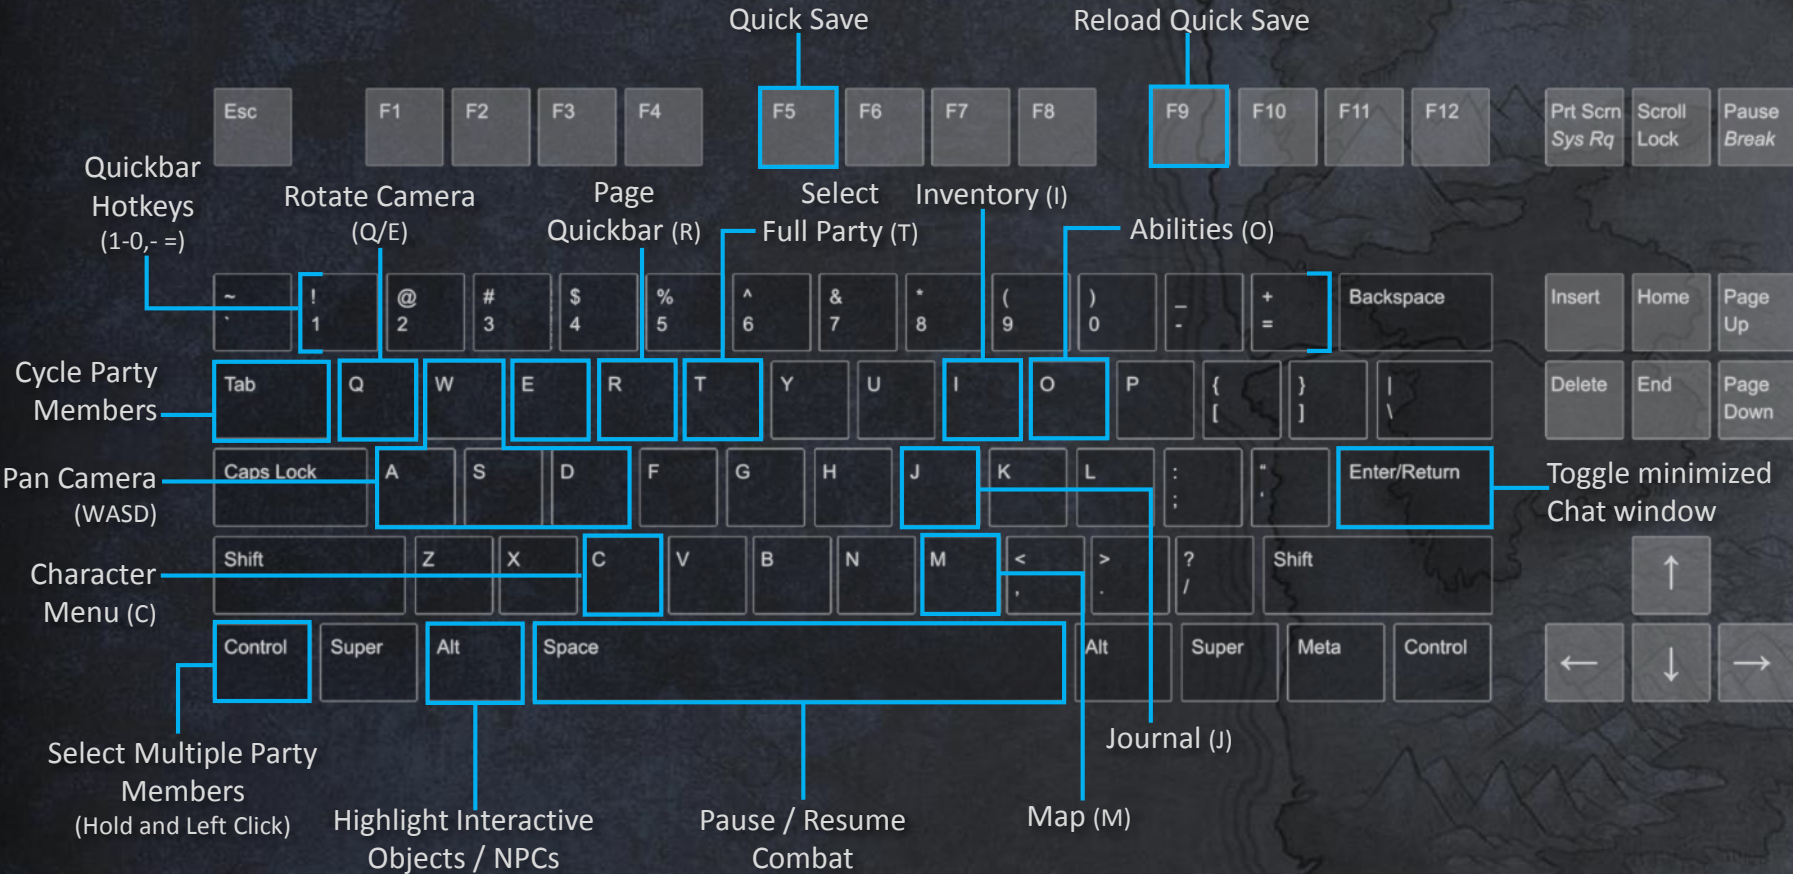 Quick Save
Reload Quick Save
Esc
F1
F2
F3
F4
F5
F6
F7
F8
F9
F10
F11
F12
Prt Scrn
Sys Rq
Scroll
Lock
Pause
Break
Quickbar
Hotkeys
(1-0,- =)
Rotate Camera
(Q/E)
Page
Quickbar (R)
Select
Full Party (T)
Inventory (I)
Abilities (O)
~
`
!
1
@
2
#
3
$
4
%
5
^
6
&
7
*
8
(
9
)
0
_
-
+
=
Backspace
Insert
Home
Page
Up
Cycle Party
Members
Tab
Q
W
E
R
T
Y
U
I
O
P
{
[
}
]
|
\
Delete
End
Page
Down
Pan Camera
(WASD)
Caps Lock
A
S
D
F
G
H
J
K
L
:
;
"
'
Enter/Return
Toggle minimized
Chat window
Character
Menu (C)
Shift
Z
X
C
V
B
N
M
<
,
>
.
?
/
Shift
↑
Control
Super
Alt
Space
Alt
Super
Meta
Control
←
↓
→
Select Multiple Party
Members
(Hold and Left Click)
Highlight Interactive
Objects / NPCs
Pause / Resume
Combat
Map (M)
Journal (J)